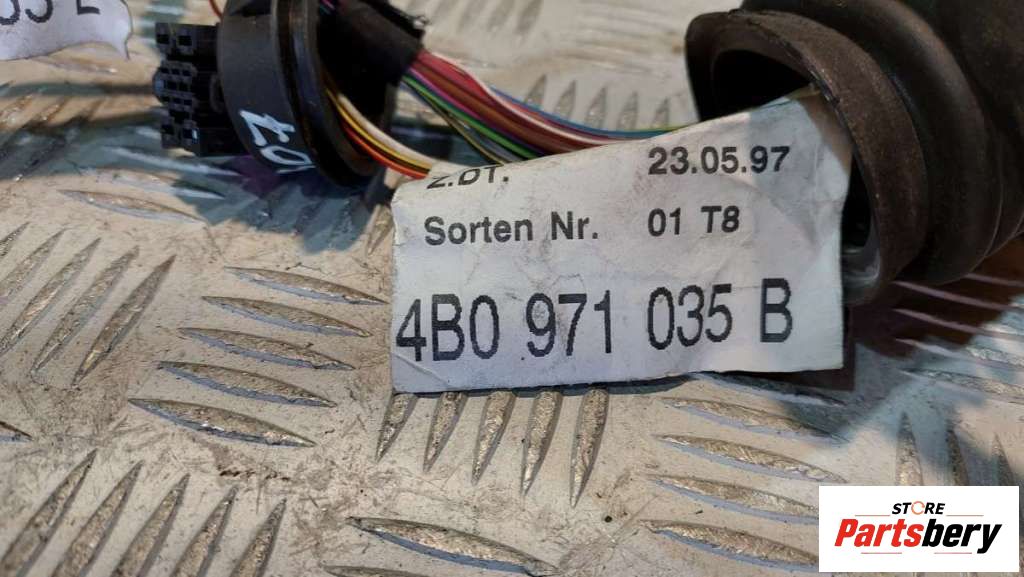 Z.DT. 23.05.97
Sorten Nr. 01 T8
4B0 971 035 B
STORE
Partsbery